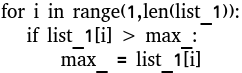 for i in range(1,len(list_1)):
    if list_1[i] > max_:
        max_ = list_1[i]